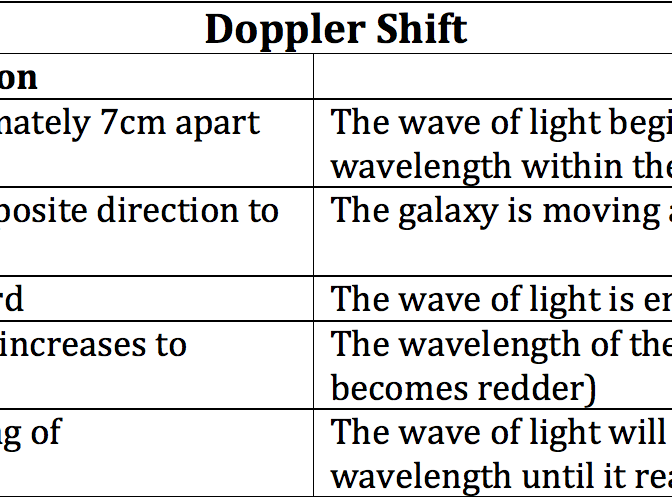 Doppler Shift
on
mately 7cm apart
The wave of light begi
wavelength within the
posite direction to
The galaxy is moving a
rd
The wave of light is en
increases to
The wavelength of the
becomes redder)
g of
The wave of light will
wavelength until it rea